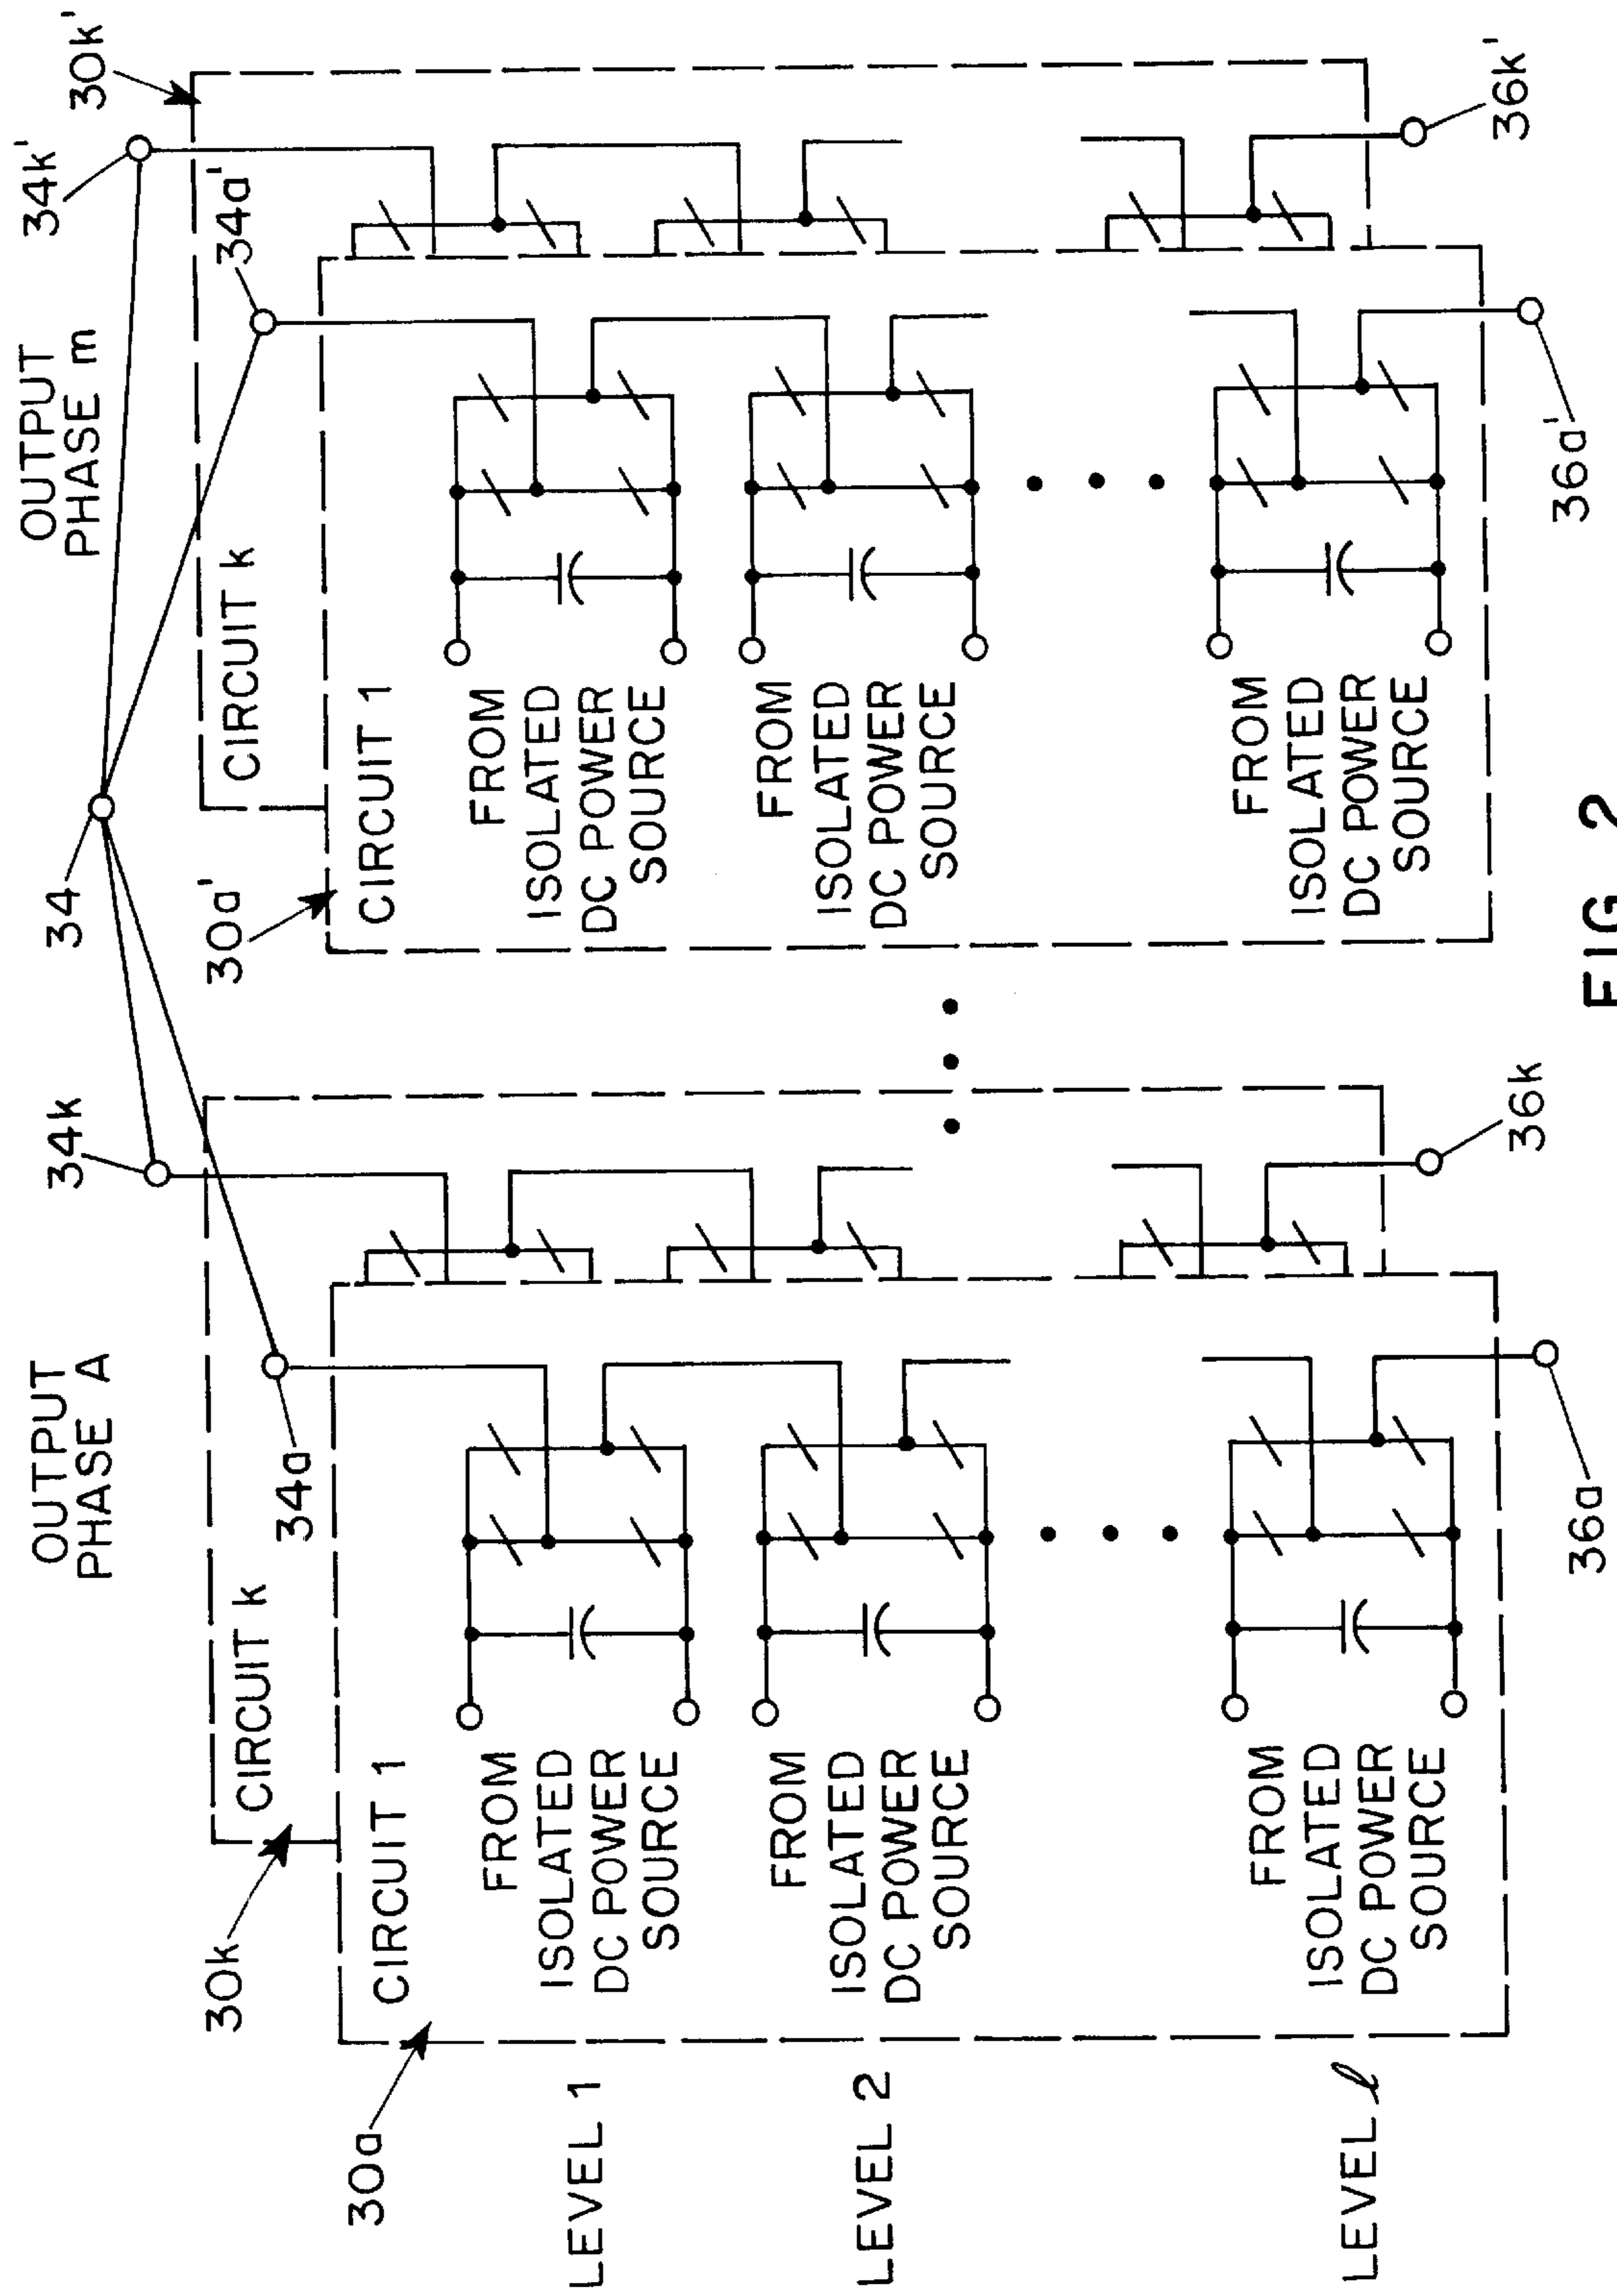 OUTPUT
PHASE A
34k
34
OUTPUT
PHASE m
34k'
30k'
34a'
CIRCUIT k
34a
30k
30a'
CIRCUIT k
30a
CIRCUIT 1
CIRCUIT 1
LEVEL 1
FROM
ISOLATED
DC POWER
SOURCE
FROM
ISOLATED
DC POWER
SOURCE
LEVEL 2
FROM
ISOLATED
DC POWER
SOURCE
FROM
ISOLATED
DC POWER
SOURCE
LEVEL ℓ
FROM
ISOLATED
DC POWER
SOURCE
FROM
ISOLATED
DC POWER
SOURCE
36k
36k'
36a
36a'
FIG. 2